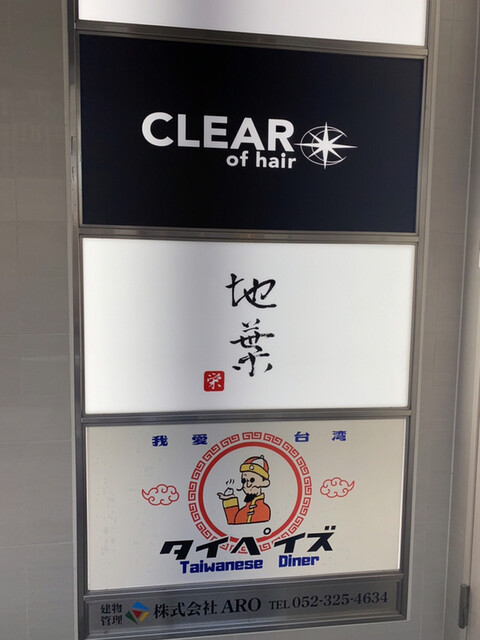 CLEAR
of hair
地葉
栄
我愛台湾
タイペイズ
Taiwanese Diner
建物
管理
株式会社ARO TEL 052-325-4634